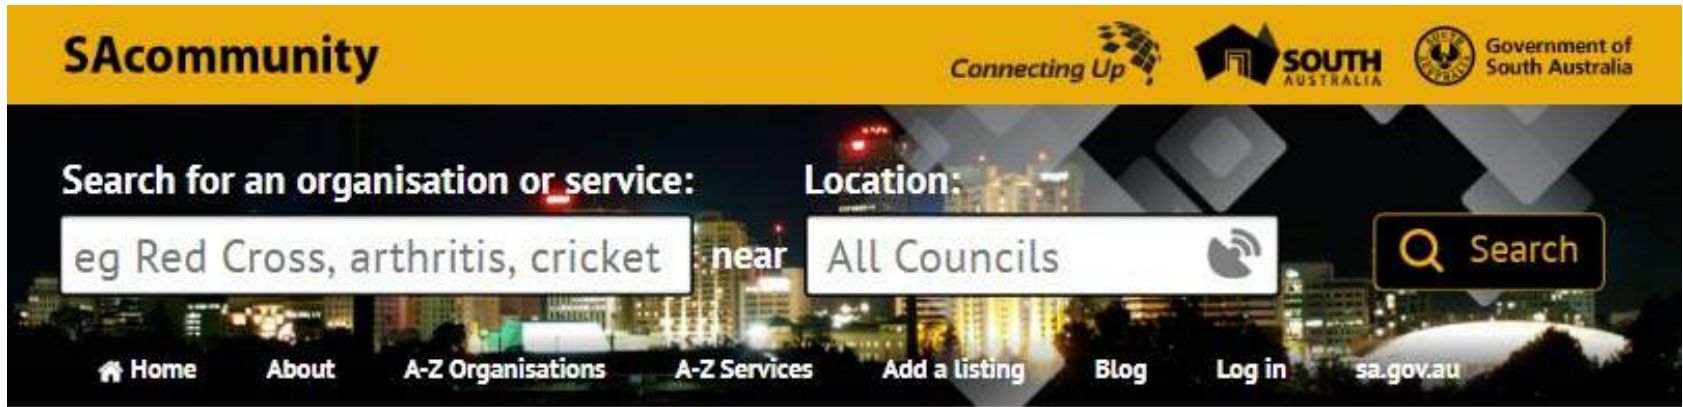 SAcommunity
Connecting Up
SOUTH
AUSTRALIA
Government of
South Australia
Search for an organisation or service:
Location:
eg Red Cross, arthritis, cricket
near
All Councils
Search
Home
About
A-Z Organisations
A-Z Services
Add a listing
Blog
Log in
sa.gov.au